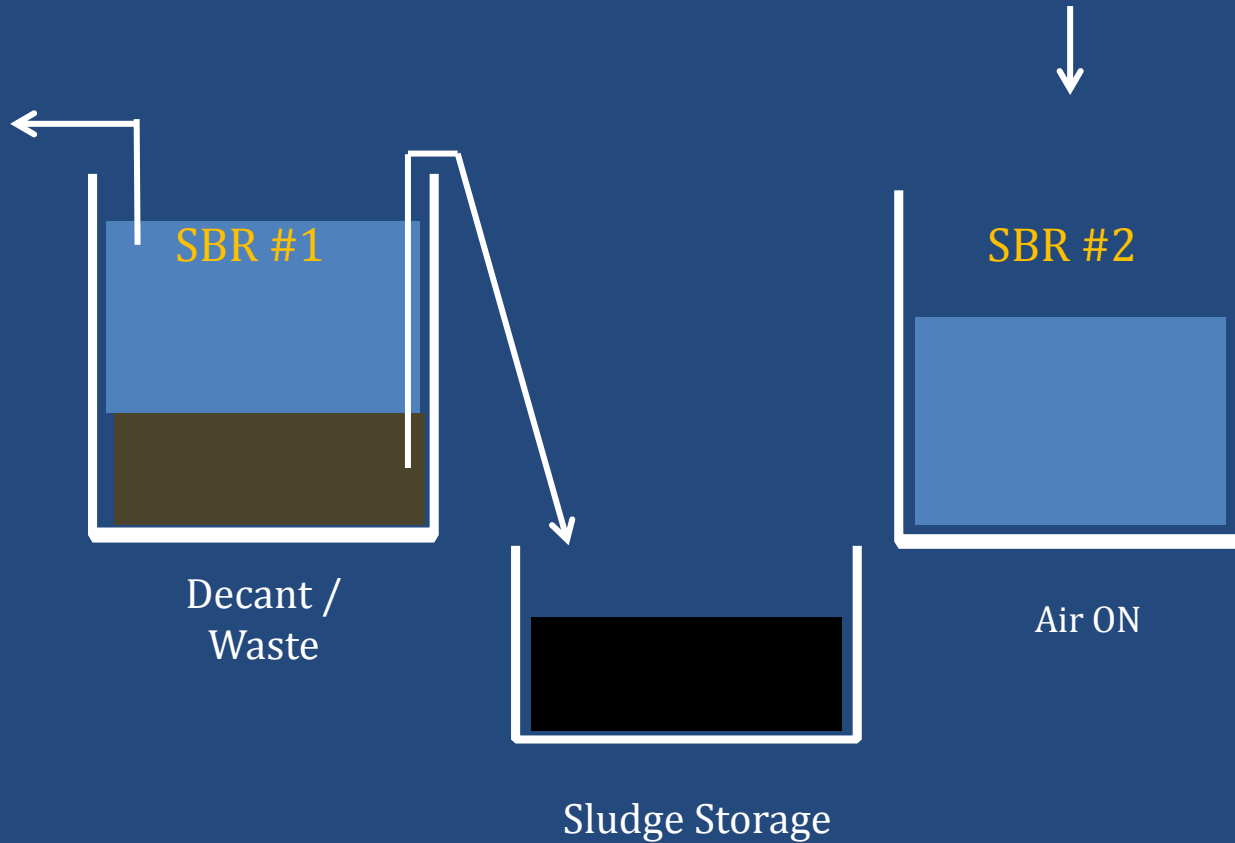 SBR #1
SBR #2
Decant /
Waste
Air ON
Sludge Storage